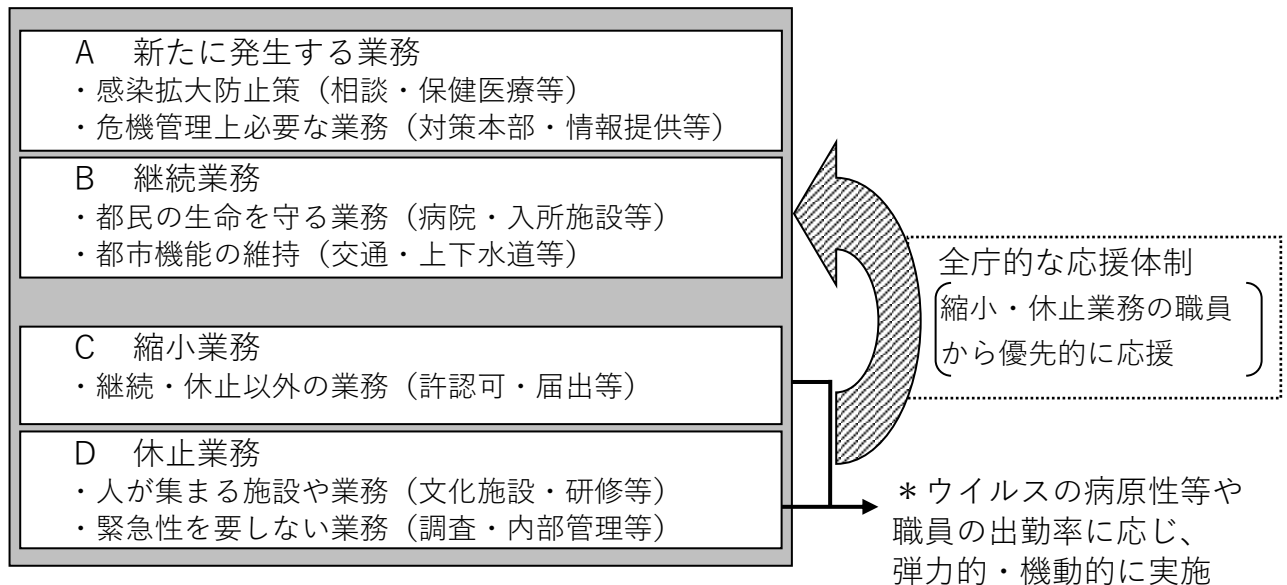 A 新たに発生する業務
・感染拡大防止策（相談・保健医療等）
・危機管理上必要な業務（対策本部・情報提供等）
B 継続業務
・都民の生命を守る業務（病院・入所施設等）
・都市機能の維持（交通・上下水道等）
C 縮小業務
・継続・休止以外の業務（許認可・届出等）
D 休止業務
・人が集まる施設や業務（文化施設・研修等）
・緊急性を要しない業務（調査・内部管理等）
全庁的な応援体制
縮小・休止業務の職員
から優先的に応援
＊ウイルスの病原性等や
職員の出勤率に応じ、
弾力的・機動的に実施